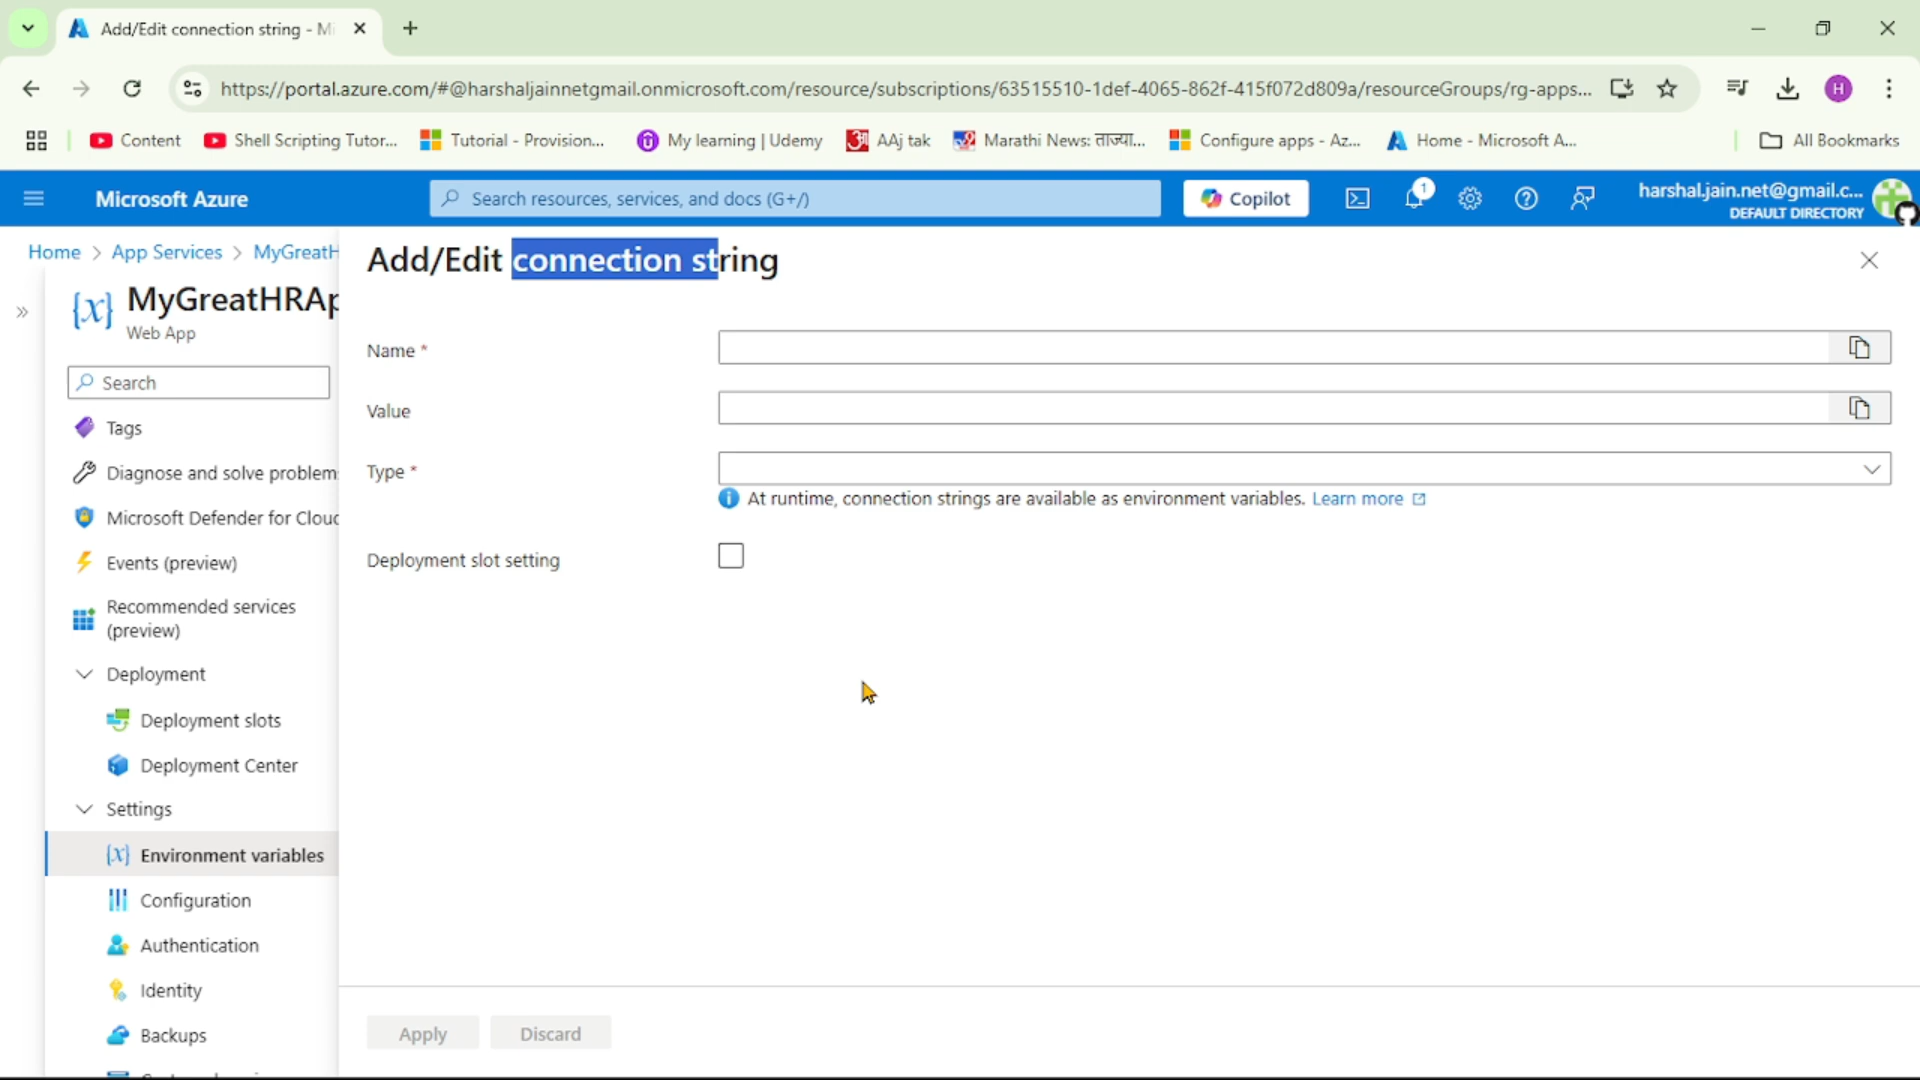 Add/Edit connection string - Mi
https://portal.azure.com/#@harshaljainnetgmail.onmicrosoft.com/resource/subscriptions/63515510-1def-4065-862f-415f072d809a/resourceGroups/rg-apps...
Content
Shell Scripting Tutor...
Tutorial - Provision...
My learning | Udemy
AAj tak
Marathi News: ताज्या...
Configure apps - Az...
Home - Microsoft A...
All Bookmarks
H
Microsoft Azure
Search resources, services, and docs (G+/)
Copilot
1
harshal.jain.net@gmail.c...
DEFAULT DIRECTORY
Home > App Services > MyGreatH
Add/Edit connection string
MyGreatHRAp
Web App
Search
Tags
Diagnose and solve problem
Microsoft Defender for Cloud
Events (preview)
Recommended services
(preview)
Deployment
Deployment slots
Deployment Center
Settings
Environment variables
Configuration
Authentication
Identity
Backups
Name *
Value
Type *
At runtime, connection strings are available as environment variables. Learn more
Deployment slot setting
Apply
Discard